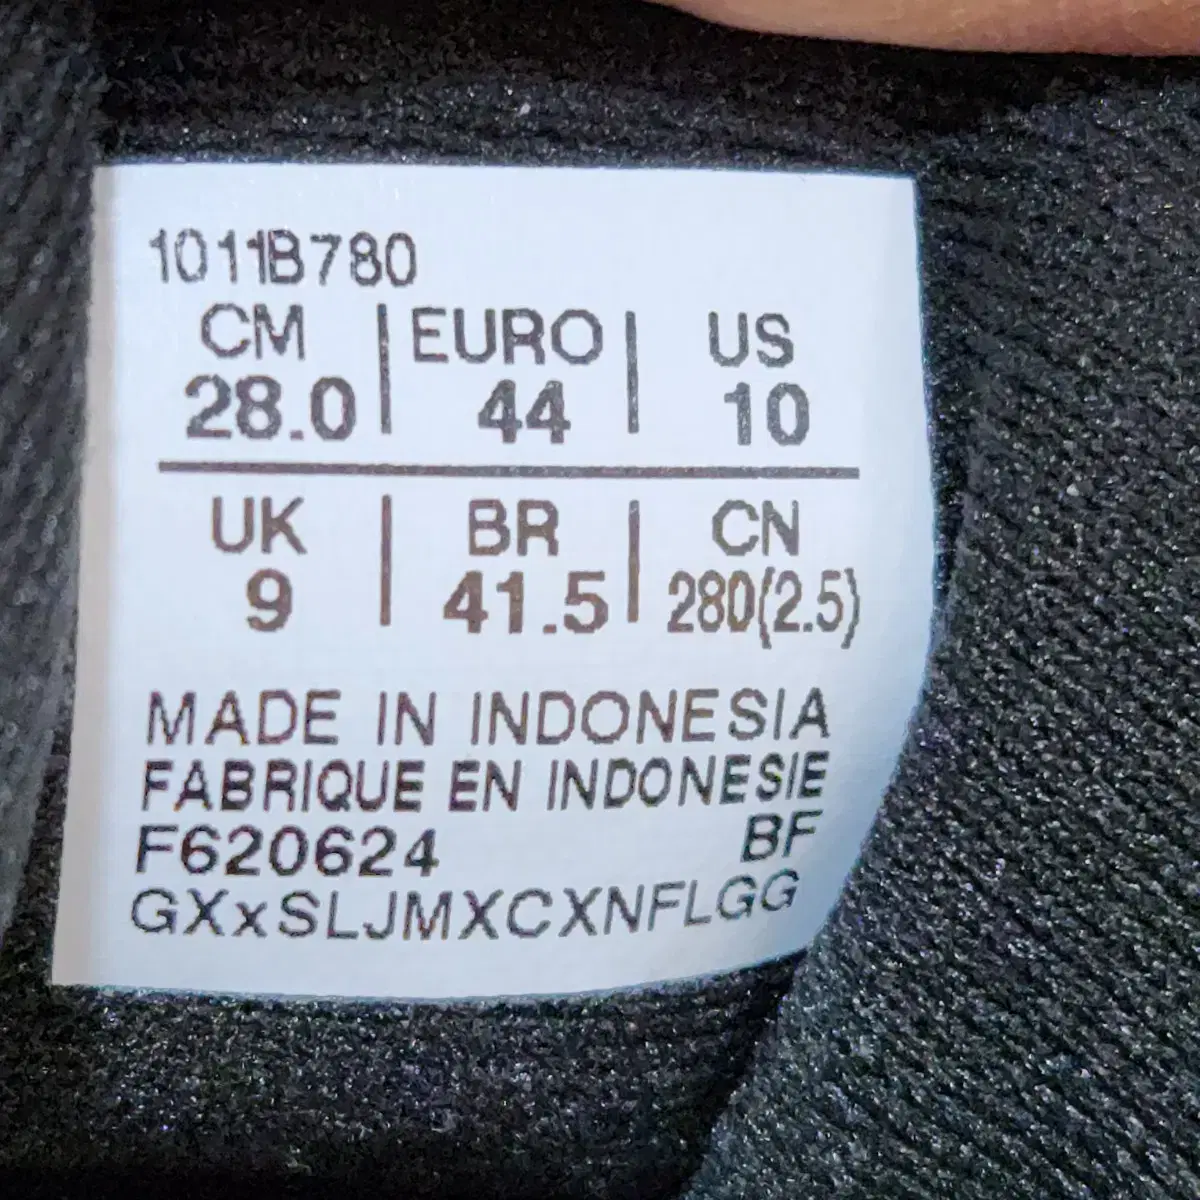 1011B780
CM | EURO | US
28.0 | 44 | 10
UK | BR | CN
9 | 41.5 | 280(2.5)
MADE IN INDONESIA
FABRIQUE EN INDONESIE
F620624 BF
GXxSLJMXCXNFLGG